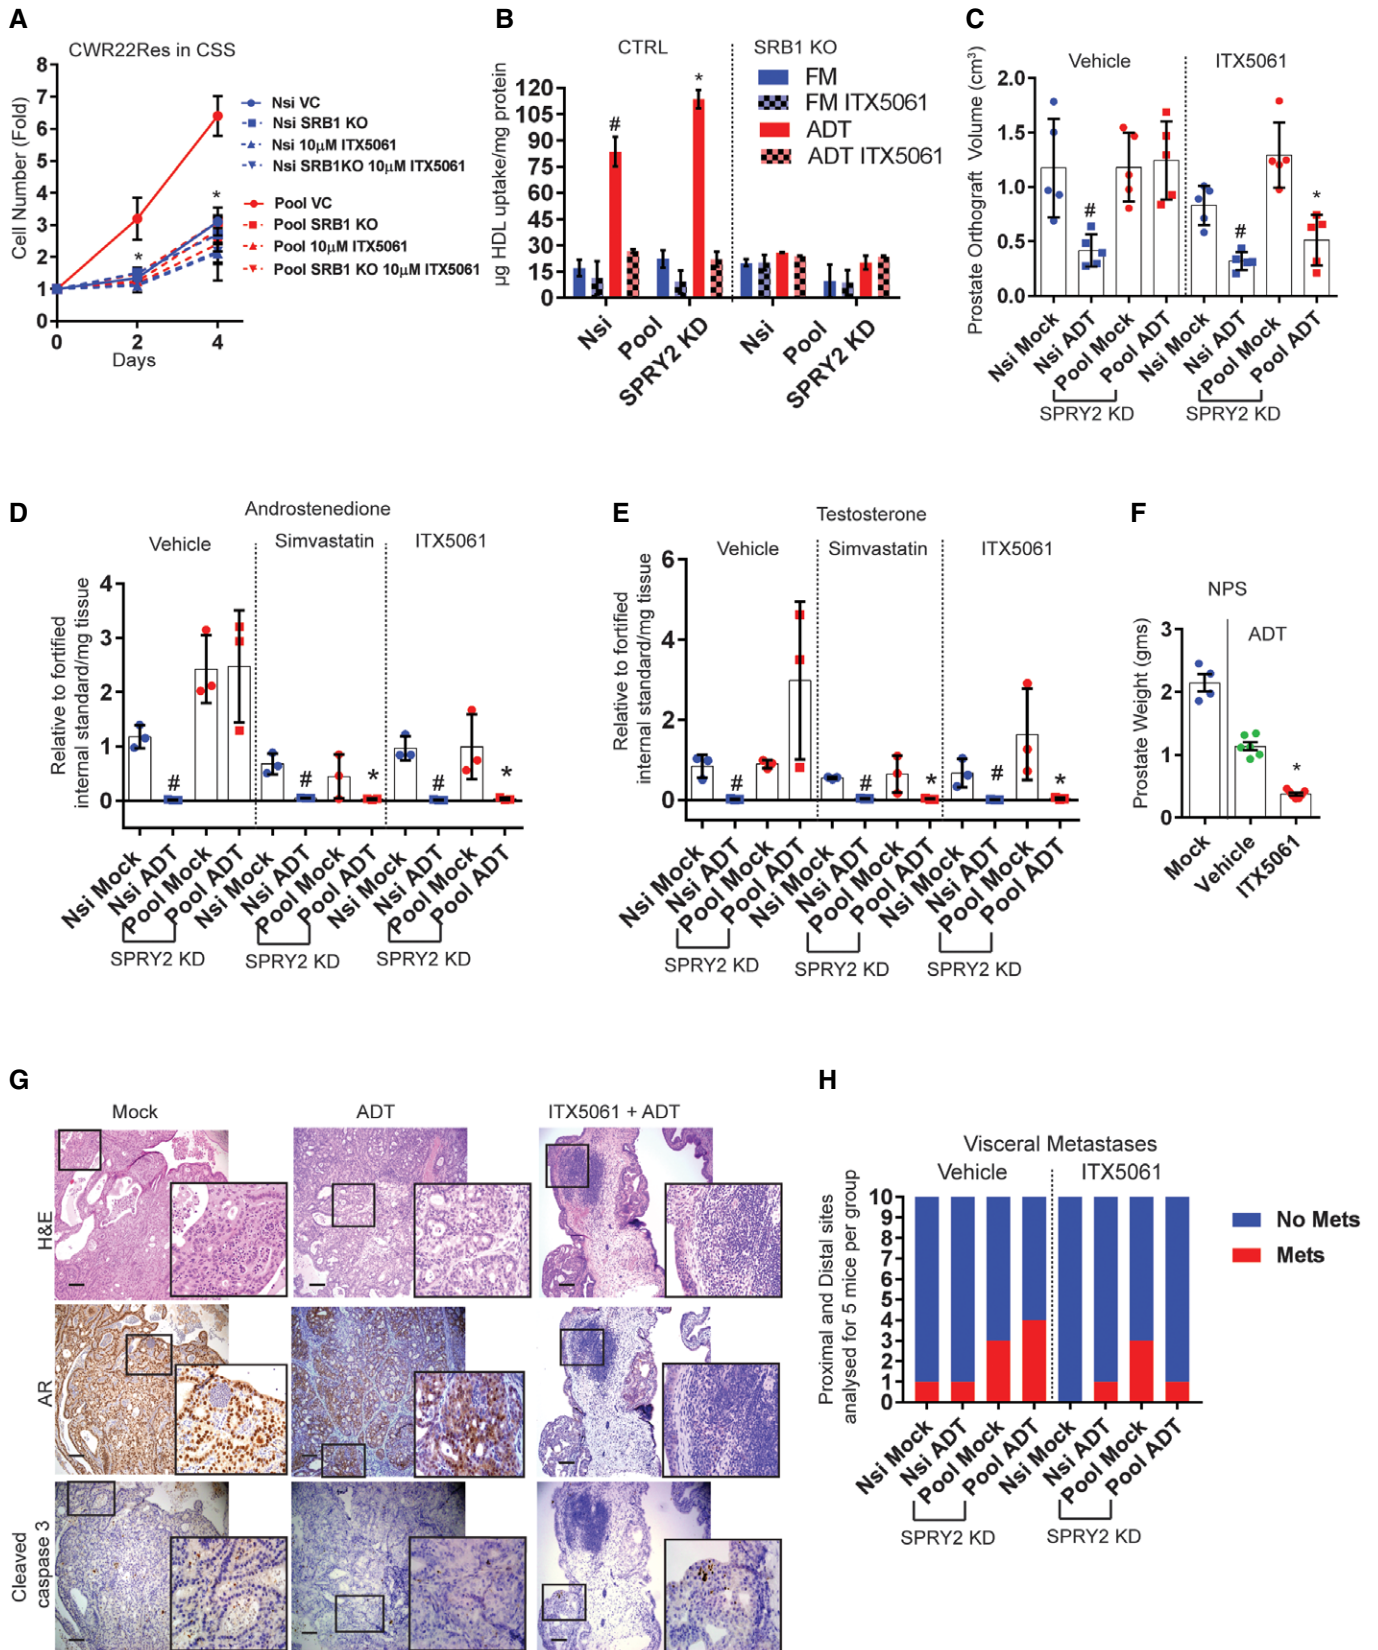 A
CWR22Res in CSS
Cell Number (Fold)
8
7
6
5
4
3
2
1
0
*
*
0
2
4
Days
Nsi VC
Nsi SRB1 KO
Nsi 10µM ITX5061
Nsi SRB1KO 10µM ITX5061
Pool VC
Pool SRB1 KO
Pool 10µM ITX5061
Pool SRB1 KO 10µM ITX5061
B
CTRL
SRB1 KO
µg HDL uptake/mg protein
120
105
90
75
60
45
30
15
0
#
*
FM
FM ITX5061
ADT
ADT ITX5061
Nsi
Pool
SPRY2 KD
Nsi
Pool
SPRY2 KD
C
Vehicle
ITX5061
Prostate Orthograft Volume (cm³)
2.0
1.5
1.0
0.5
0.0
#
#
*
Nsi Mock
Nsi ADT
Pool Mock
Pool ADT
Nsi Mock
Nsi ADT
Pool Mock
Pool ADT
SPRY2 KD
SPRY2 KD
D
Androstenedione
Vehicle
Simvastatin
ITX5061
Relative to fortified
internal standard/mg tissue
4
3
2
1
0
#
#
*
#
*
Nsi Mock
Nsi ADT
Pool Mock
Pool ADT
Nsi Mock
Nsi ADT
Pool Mock
Pool ADT
Nsi Mock
Nsi ADT
Pool Mock
Pool ADT
SPRY2 KD
SPRY2 KD
SPRY2 KD
E
Testosterone
Vehicle
Simvastatin
ITX5061
Relative to fortified
internal standard/mg tissue
6
4
2
0
#
#
*
#
*
Nsi Mock
Nsi ADT
Pool Mock
Pool ADT
Nsi Mock
Nsi ADT
Pool Mock
Pool ADT
Nsi Mock
Nsi ADT
Pool Mock
Pool ADT
SPRY2 KD
SPRY2 KD
SPRY2 KD
F
NPS
ADT
Prostate Weight (gms)
3
2
1
0
*
Mock
Vehicle
ITX5061
G
Mock
ADT
ITX5061 + ADT
H&E
AR
Cleaved
caspase 3
H
Visceral Metastases
Vehicle
ITX5061
Proximal and Distal sites
analysed for 5 mice per group
10
9
8
7
6
5
4
3
2
1
0
No Mets
Mets
Nsi Mock
Nsi ADT
Pool Mock
Pool ADT
Nsi Mock
Nsi ADT
Pool Mock
Pool ADT
SPRY2 KD
SPRY2 KD